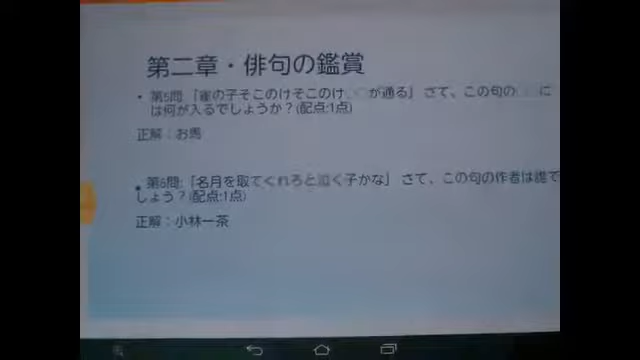 第二章・俳句の鑑賞
• 第5問 「雀の子そこのけそこのけ○○が通る」 さて、この句の○○に
は何が入るでしょうか？(配点:1点)
正解：お馬
• 第6問:「名月を取てくれろと泣く子かな」 さて、この句の作者は誰で
しょう？(配点:1点)
正解：小林一茶